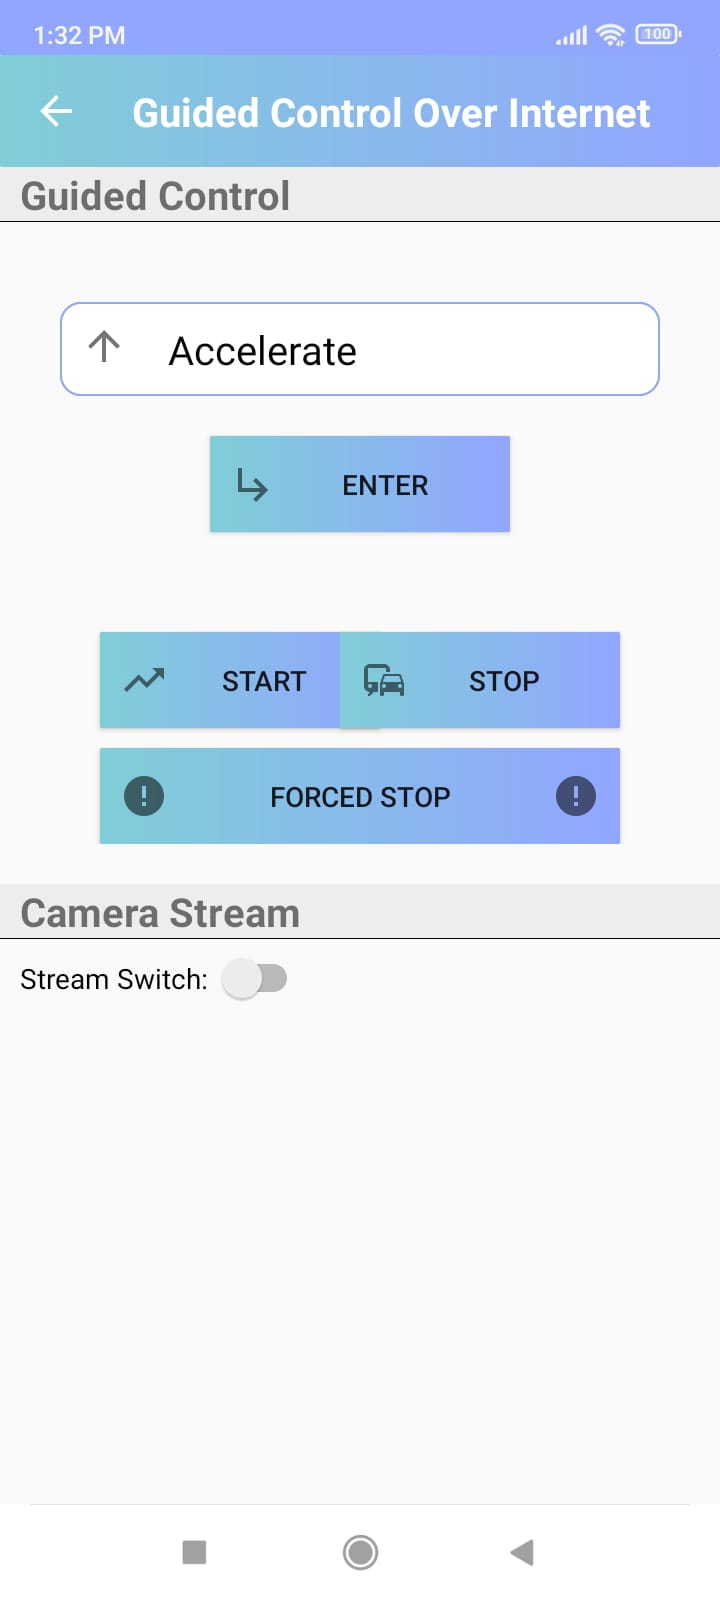 1:32 PM 100
Guided Control Over Internet
Guided Control
Accelerate
ENTER
START STOP
! FORCED STOP !
Camera Stream
Stream Switch: